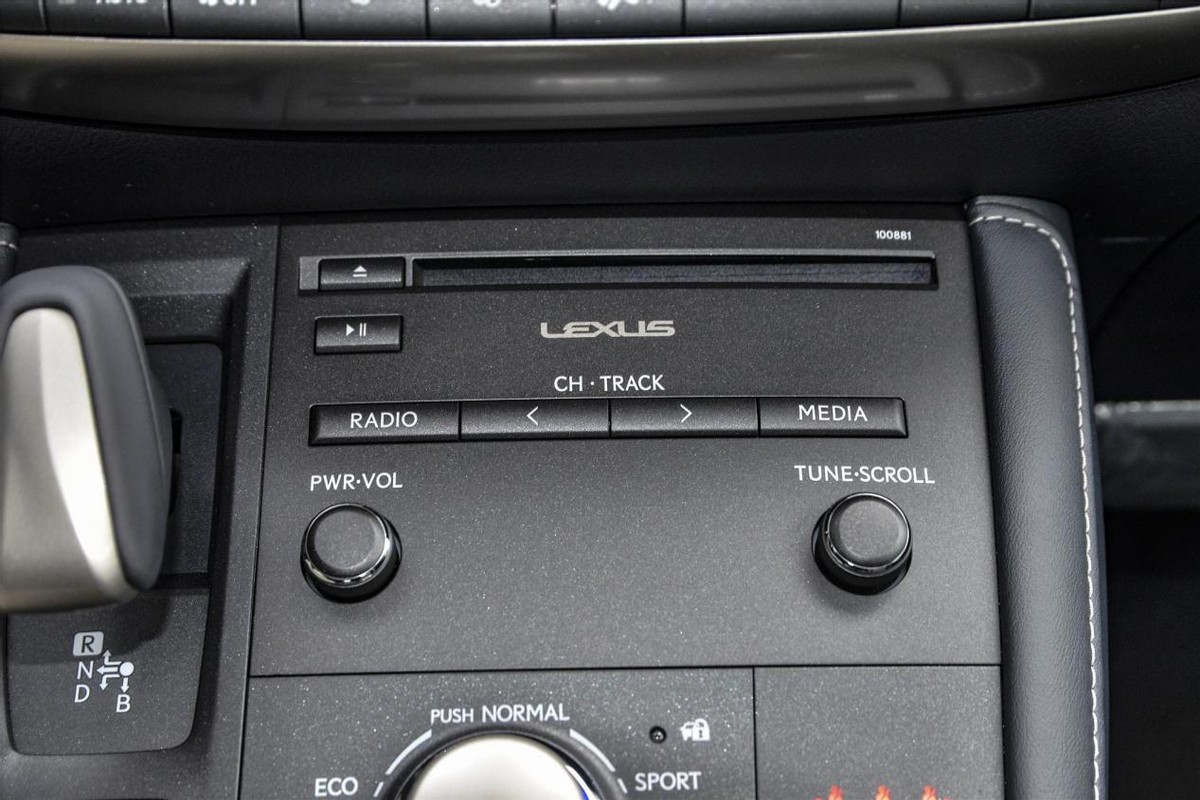 100881
LEXUS
CH · TRACK
RADIO < > MEDIA
PWR·VOL TUNE·SCROLL
R
N
D B
PUSH NORMAL
ECO SPORT